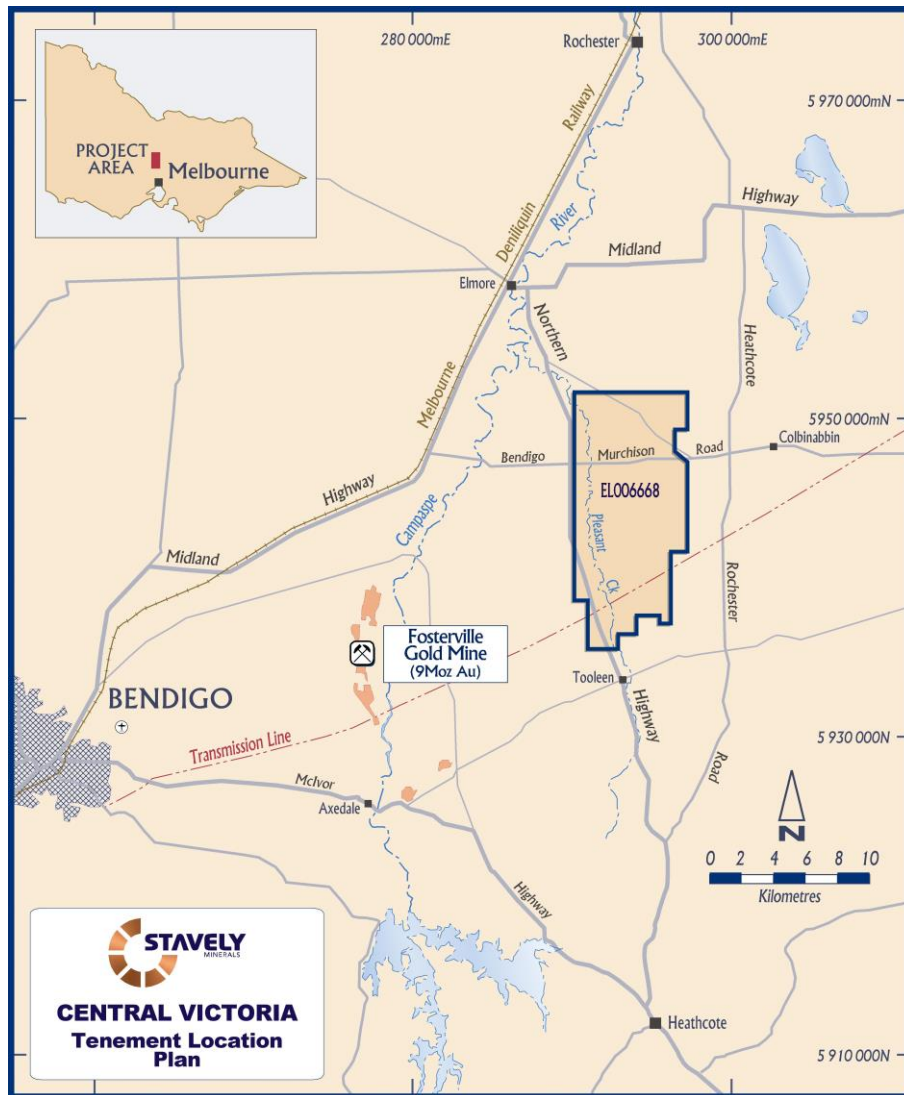 280 000mE
300 000mE
Rochester
5 970 000mN
PROJECT
AREA
Melbourne
Railway
Deniliquin
River
Highway
Midland
Elmore
Northern
Heathcote
Melbourne
5950 000mN
Colbinabbin
Bendigo
Murchison
Road
Highway
EL006668
Campaspe
Pleasant
Ck
Midland
Rochester
Fosterville
Gold Mine
(9Moz Au)
Tooleen
BENDIGO
Highway
Transmission Line
5 930 000N
Road
McIvor
Axedale
N
0 2 4 6 8 10
Kilometres
Highway
STAVELY
MINERALS
CENTRAL VICTORIA
Tenement Location
Plan
Heathcote
5 910 000N